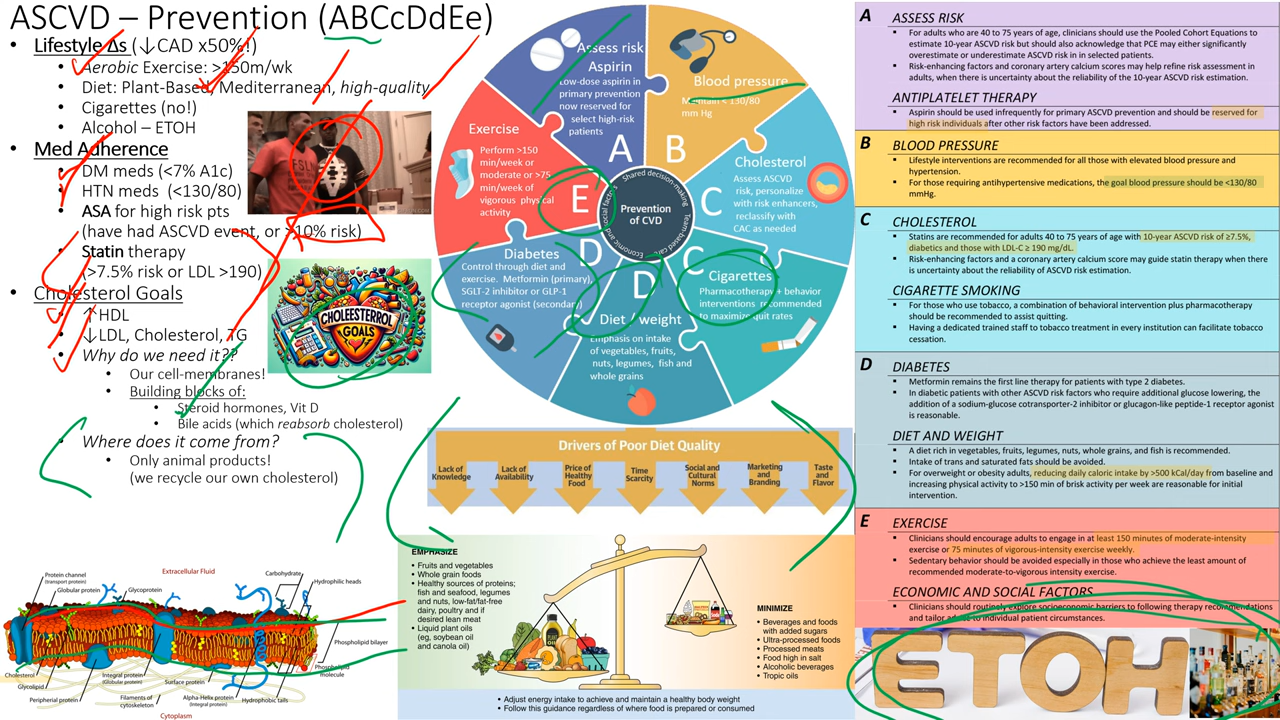 ASCVD – Prevention (ABCcDdEe)
• Lifestyle Δs (↓CAD x50%!)
• Aerobic Exercise: >150m/wk
• Diet: Plant-Based, Mediterranean, high-quality
• Cigarettes (no!)
• Alcohol – ETOH
• Med Adherence
• DM meds (<7% A1c)
• HTN meds (<130/80)
• ASA for high risk pts
(have had ASCVD event, or >10% risk)
• Statin therapy
(>7.5% risk or LDL >190)
• Cholesterol Goals
• ↑HDL
• ↓LDL, Cholesterol, TG
• Why do we need it??
• Our cell-membranes!
• Building blocks of:
• Steroid hormones, Vit D
• Bile acids (which reabsorb cholesterol)
• Where does it come from?
• Only animal products!
(we recycle our own cholesterol)
CHOLEESTERROL
GOALS
Extracellular Fluid
Protein channel
(transport protein)
Globular protein
Glycoprotein
Carbohydrate
Hydrophilic heads
Phospholipid bilayer
Phospholipid
molecule
Cholesterol
Glycolipid
Peripherial protein
Integral protein
(Globular protein)
Filaments of
cytoskeleton
Surface protein
Alpha-Helix protein
(Integral protein)
Hydrophobic tails
Cytoplasm
Assess risk
Aspirin
Low-dose aspirin in
primary prevention
now reserved for
select high-risk
patients
A
Blood pressure
Maintain < 130/80
mm Hg
B
Cholesterol
Assess ASCVD
risk, personalize
with risk enhancers,
reclassify with
CAC as needed
C
Cigarettes
Pharmacotherapy + behavior
interventions recommended
to maximize quit rates
C
Diet / weight
Emphasis on intake
of vegetables, fruits,
nuts, legumes, fish and
whole grains
D
Diabetes
Control through diet and
exercise. Metformin (primary),
SGLT-2 inhibitor or GLP-1
receptor agonist (secondary)
D
Exercise
Perform >150
min/week or
moderate or >75
min/week of
vigorous physical
activity
E
Shared decision-making
Team-based care
Economic and social factors
Prevention
of CVD
Drivers of Poor Diet Quality
Lack of
Knowledge
Lack of
Availability
Price of
Healthy
Food
Time
Scarcity
Social and
Cultural
Norms
Marketing
and
Branding
Taste
and
Flavor
EMPHASIZE
• Fruits and vegetables
• Whole grain foods
• Healthy sources of proteins;
fish and seafood, legumes
and nuts, low-fat/fat-free
dairy, poultry and if
desired lean meat
• Liquid plant oils
(eg, soybean oil
and canola oil)
PLANT
OIL
MINIMIZE
• Beverages and foods
with added sugars
• Ultra-processed foods
• Processed meats
• Food high in salt
• Alcoholic beverages
• Tropic oils
• Adjust energy intake to achieve and maintain a healthy body weight
• Follow this guidance regardless of where food is prepared or consumed
A
ASSESS RISK
▪ For adults who are 40 to 75 years of age, clinicians should use the Pooled Cohort Equations to
estimate 10-year ASCVD risk but should also acknowledge that PCE may either significantly
overestimate or underestimate ASCVD risk in in selected patients.
▪ Risk-enhancing factors and coronary artery calcium scores may help refine risk assessment in
adults, when there is uncertainty about the reliability of the 10-year ASCVD risk estimation.
ANTIPLATELET THERAPY
▪ Aspirin should be used infrequently for primary ASCVD prevention and should be reserved for
high risk individuals after other risk factors have been addressed.
B
BLOOD PRESSURE
▪ Lifestyle interventions are recommended for all those with elevated blood pressure and
hypertension.
▪ For those requiring antihypertensive medications, the goal blood pressure should be <130/80
mmHg.
C
CHOLESTEROL
▪ Statins are recommended for adults 40 to 75 years of age with 10-year ASCVD risk of ≥7.5%,
diabetics and those with LDL-C ≥ 190 mg/dL.
▪ Risk-enhancing factors and a coronary artery calcium score may guide statin therapy when there
is uncertainty about the reliability of ASCVD risk estimation.
CIGARETTE SMOKING
▪ For those who use tobacco, a combination of behavioral intervention plus pharmacotherapy
should be recommended to assist quitting.
▪ Having a dedicated trained staff to tobacco treatment in every institution can facilitate tobacco
cessation.
D
DIABETES
▪ Metformin remains the first line therapy for patients with type 2 diabetes.
▪ In diabetic patients with other ASCVD risk factors who require additional glucose lowering, the
addition of a sodium-glucose cotransporter-2 inhibitor or glucagon-like peptide-1 receptor agonist
is reasonable.
DIET AND WEIGHT
▪ A diet rich in vegetables, fruits, legumes, nuts, whole grains, and fish is recommended.
▪ Intake of trans and saturated fats should be avoided.
▪ For overweight or obesity adults, reducing daily caloric intake by >500 kCal/day from baseline and
increasing physical activity to >150 min of brisk activity per week are reasonable for initial
intervention.
E
EXERCISE
▪ Clinicians should encourage adults to engage in at least 150 minutes of moderate-intensity
exercise or 75 minutes of vigorous-intensity exercise weekly.
▪ Sedentary behavior should be avoided especially in those who achieve the least amount of
recommended moderate-to-vigorous intensity exercise.
ECONOMIC AND SOCIAL FACTORS
▪ Clinicians should routinely explore socioeconomic barriers to following therapy recommendations
and tailor advice to individual patient circumstances.
ETOH